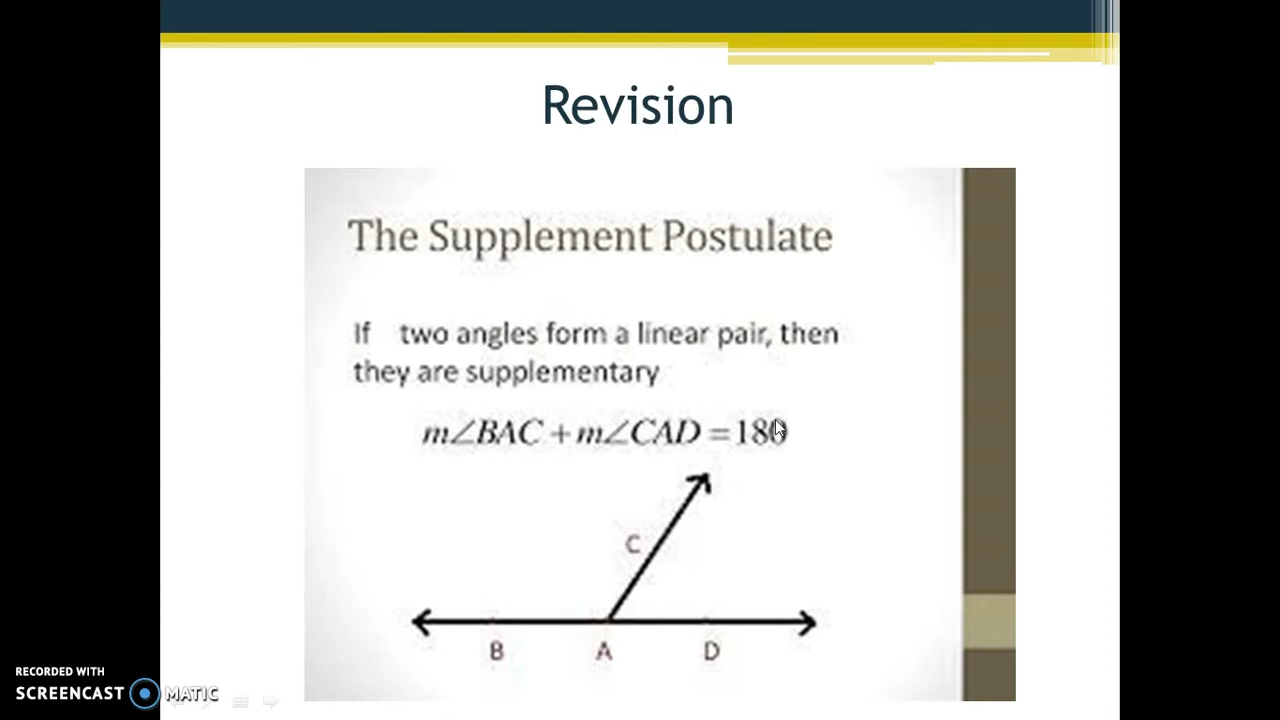 Revision
The Supplement Postulate
If two angles form a linear pair, then
they are supplementary
m∠BAC + m∠CAD = 180
C
B A D
RECORDED WITH
SCREENCAST MATIC